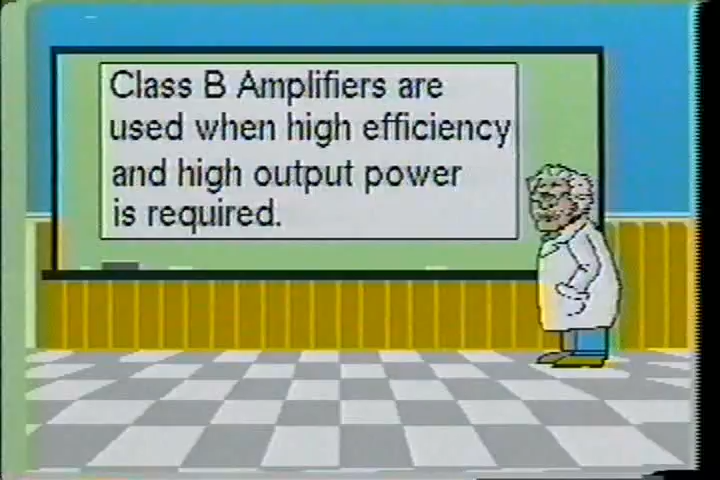 Class B Amplifiers are
used when high efficiency
and high output power
is required.